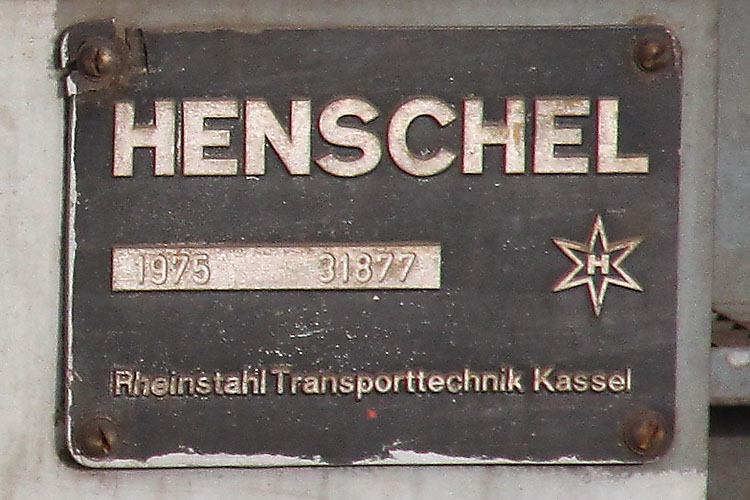 HENSCHEL
1975 31877
H
Rheinstahl Transporttechnik Kassel